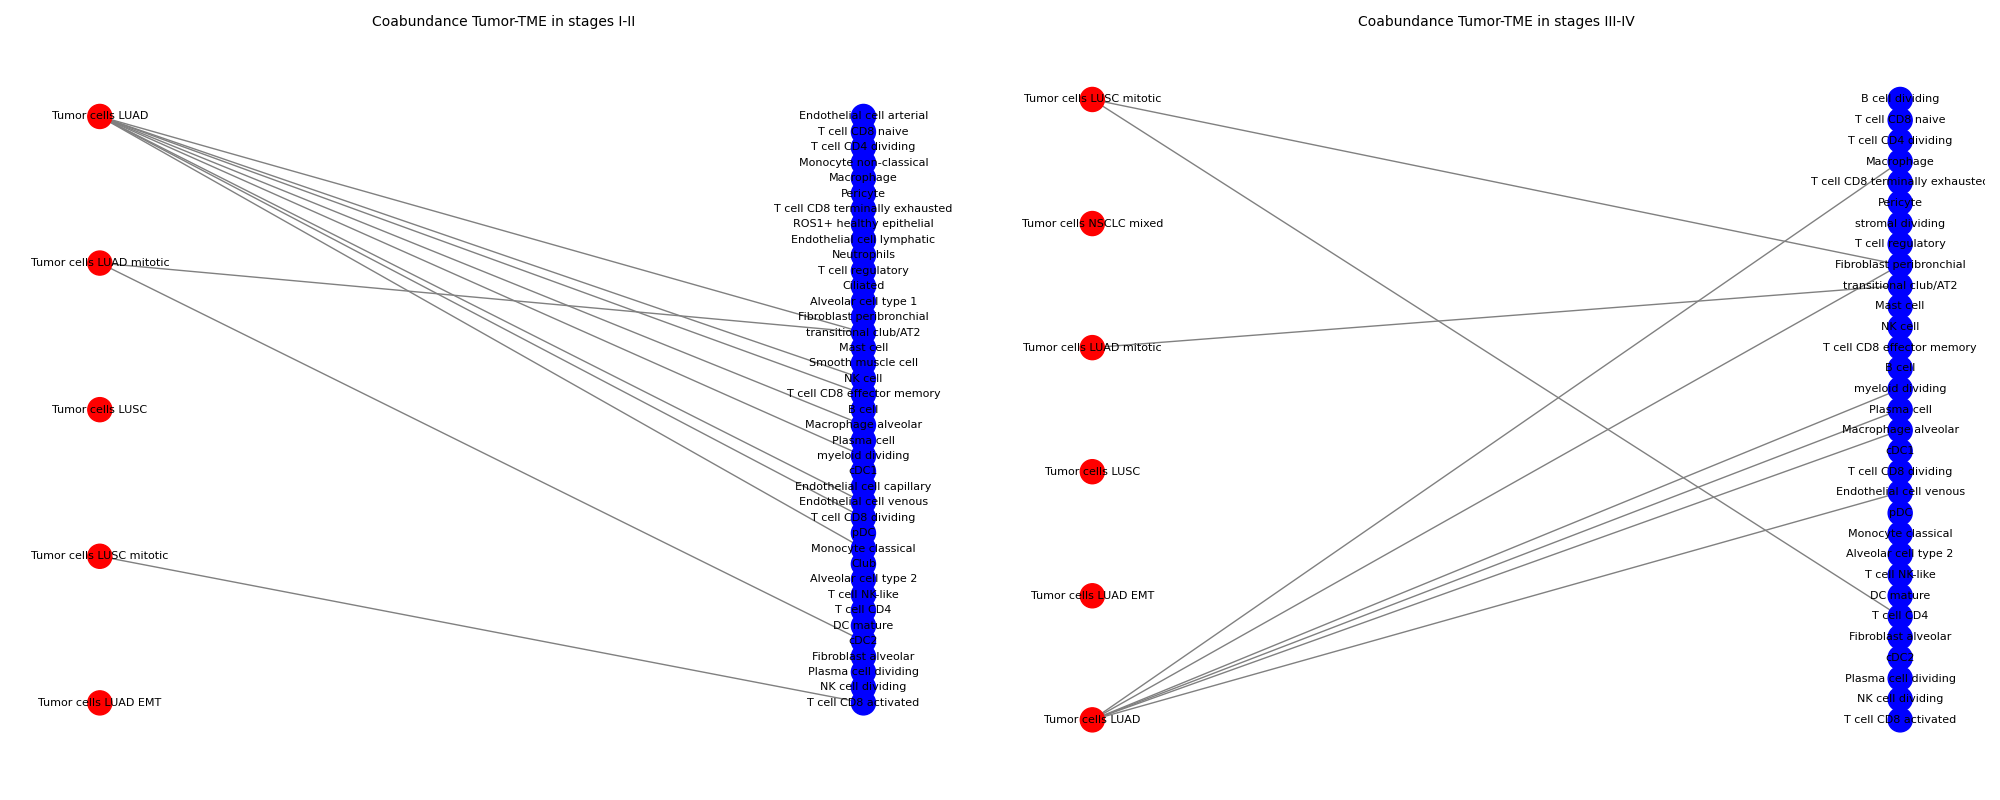 Coabundance Tumor-TME in stages I-II
Tumor cells LUAD
Tumor cells LUAD mitotic
Tumor cells LUSC
Tumor cells LUSC mitotic
Tumor cells LUAD EMT
Endothelial cell arterial
T cell CD8 naive
T cell CD4 dividing
Monocyte non-classical
Macrophage
Pericyte
T cell CD8 terminally exhausted
ROS1+ healthy epithelial
Endothelial cell lymphatic
Neutrophils
T cell regulatory
Ciliated
Alveolar cell type 1
Fibroblast peribronchial
transitional club/AT2
Mast cell
Smooth muscle cell
NK cell
T cell CD8 effector memory
B cell
Macrophage alveolar
Plasma cell
myeloid dividing
cDC1
Endothelial cell capillary
Endothelial cell venous
T cell CD8 dividing
pDC
Monocyte classical
Club
Alveolar cell type 2
T cell NK-like
T cell CD4
DC mature
cDC2
Fibroblast alveolar
Plasma cell dividing
NK cell dividing
T cell CD8 activated
Coabundance Tumor-TME in stages III-IV
Tumor cells LUSC mitotic
Tumor cells NSCLC mixed
Tumor cells LUAD mitotic
Tumor cells LUSC
Tumor cells LUAD EMT
Tumor cells LUAD
B cell dividing
T cell CD8 naive
T cell CD4 dividing
Macrophage
T cell CD8 terminally exhausted
Pericyte
stromal dividing
T cell regulatory
Fibroblast peribronchial
transitional club/AT2
Mast cell
NK cell
T cell CD8 effector memory
B cell
myeloid dividing
Plasma cell
Macrophage alveolar
cDC1
T cell CD8 dividing
Endothelial cell venous
pDC
Monocyte classical
Alveolar cell type 2
T cell NK-like
DC mature
T cell CD4
Fibroblast alveolar
cDC2
Plasma cell dividing
NK cell dividing
T cell CD8 activated